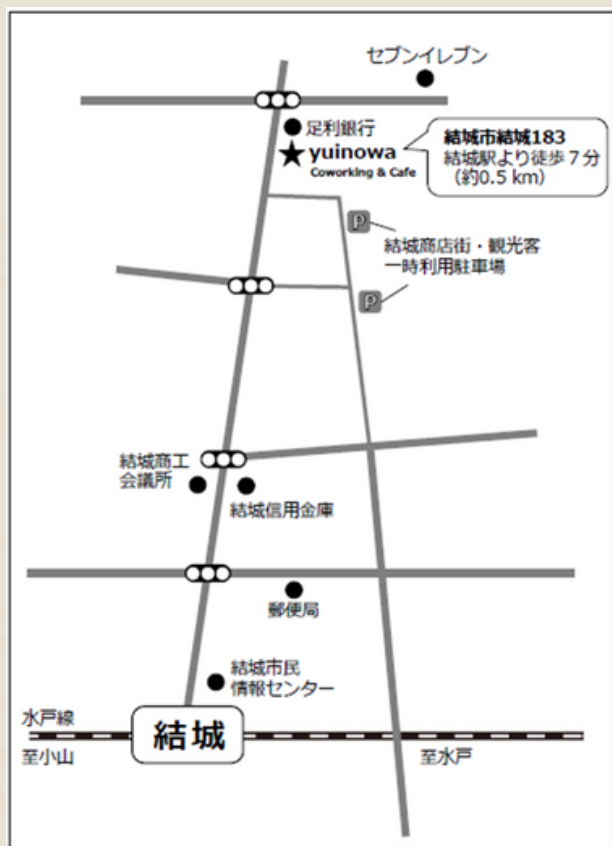 セブンイレブン
足利銀行
yuinowa
Coworking & Cafe
結城市結城183
結城駅より徒歩７分
（約0.5 km）
P
結城商店街・観光客
一時利用駐車場
P
結城商工
会議所
結城信用金庫
郵便局
結城市民
情報センター
水戸線
結城
至小山
至水戸